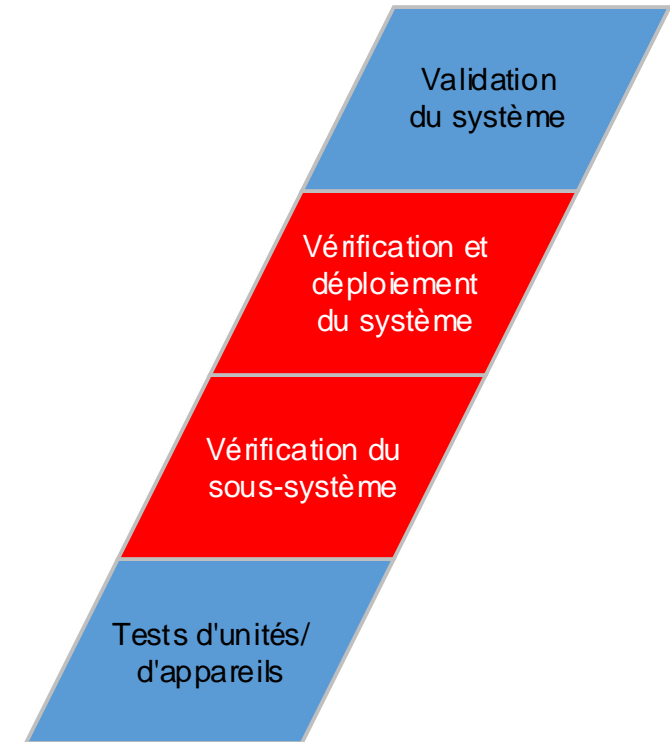 Validation
du système
Vérification et
déploiement
du système
Vérification du
sous-système
Tests d'unités/
d'appareils